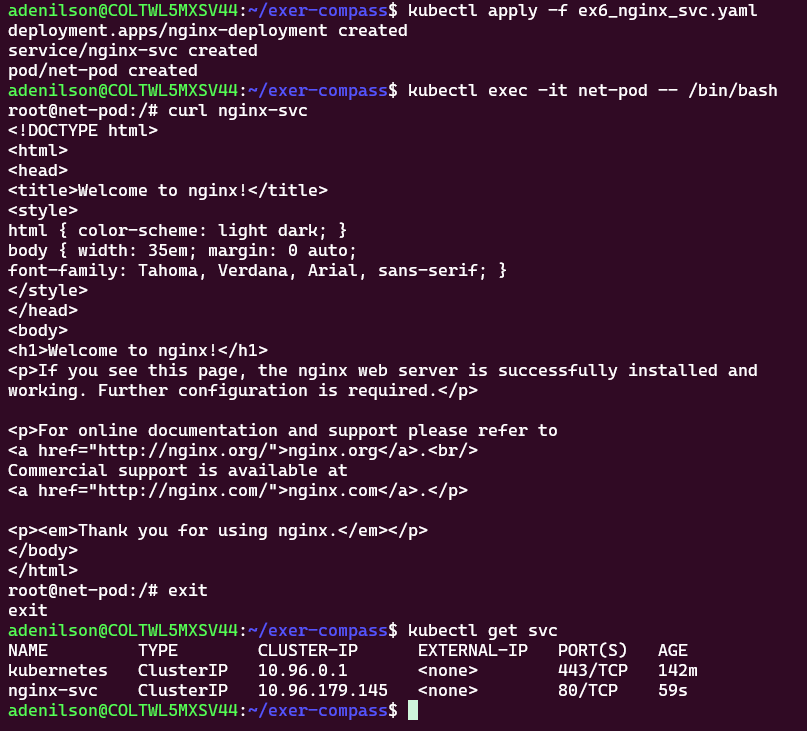 adenilson@COLTWL5MXSV44:~/exer-compass$ kubectl apply -f ex6_nginx_svc.yaml
deployment.apps/nginx-deployment created
service/nginx-svc created
pod/net-pod created
adenilson@COLTWL5MXSV44:~/exer-compass$ kubectl exec -it net-pod -- /bin/bash
root@net-pod:/# curl nginx-svc
<!DOCTYPE html>
<html>
<head>
<title>Welcome to nginx!</title>
<style>
html { color-scheme: light dark; }
body { width: 35em; margin: 0 auto;
font-family: Tahoma, Verdana, Arial, sans-serif; }
</style>
</head>
<body>
<h1>Welcome to nginx!</h1>
<p>If you see this page, the nginx web server is successfully installed and
working. Further configuration is required.</p>

<p>For online documentation and support please refer to
<a href="http://nginx.org/">nginx.org</a>.<br/>
Commercial support is available at
<a href="http://nginx.com/">nginx.com</a>.</p>

<p><em>Thank you for using nginx.</em></p>
</body>
</html>
root@net-pod:/# exit
exit
adenilson@COLTWL5MXSV44:~/exer-compass$ kubectl get svc
NAME         TYPE        CLUSTER-IP      EXTERNAL-IP   PORT(S)   AGE
kubernetes   ClusterIP   10.96.0.1       <none>        443/TCP   142m
nginx-svc    ClusterIP   10.96.179.145   <none>        80/TCP    59s
adenilson@COLTWL5MXSV44:~/exer-compass$